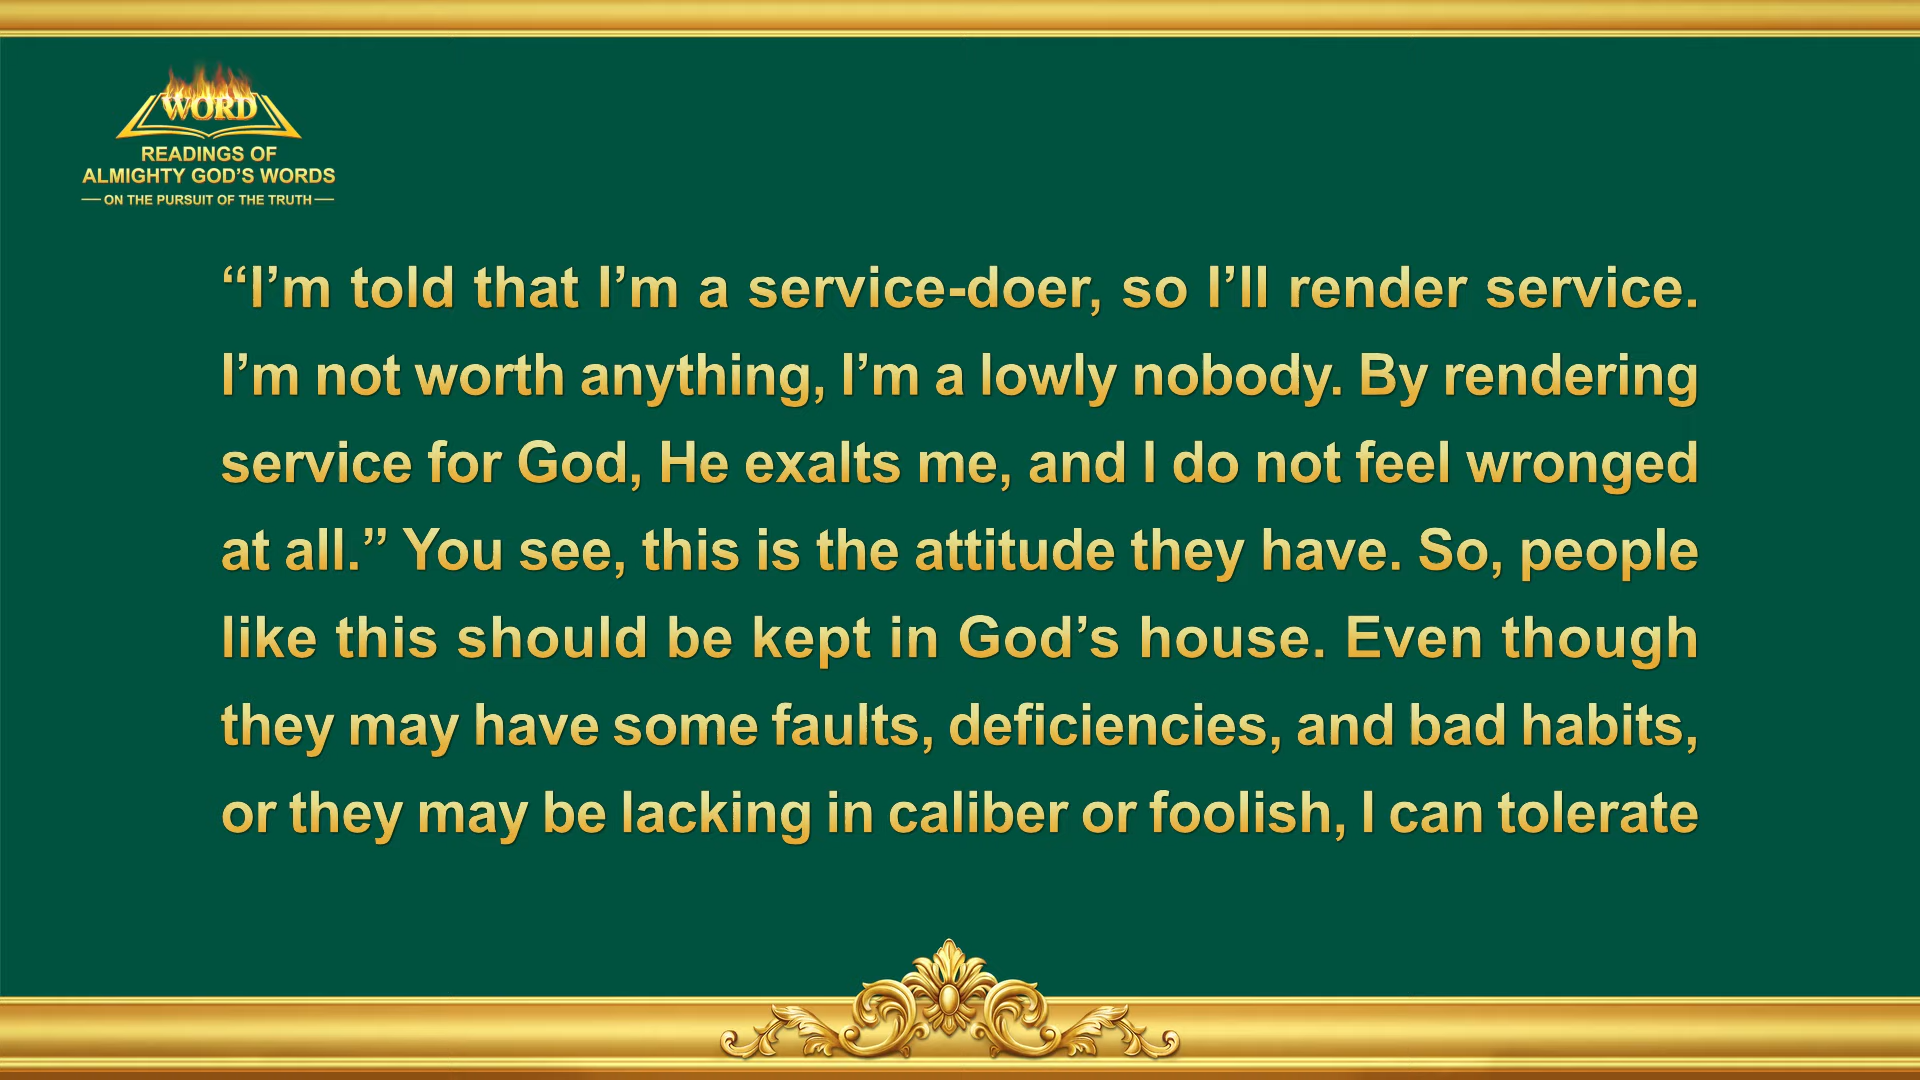 WORD
READINGS OF
ALMIGHTY GOD’S WORDS
ON THE PURSUIT OF THE TRUTH
“I’m told that I’m a service-doer, so I’ll render service.
I’m not worth anything, I’m a lowly nobody. By rendering
service for God, He exalts me, and I do not feel wronged
at all.” You see, this is the attitude they have. So, people
like this should be kept in God’s house. Even though
they may have some faults, deficiencies, and bad habits,
or they may be lacking in caliber or foolish, I can tolerate